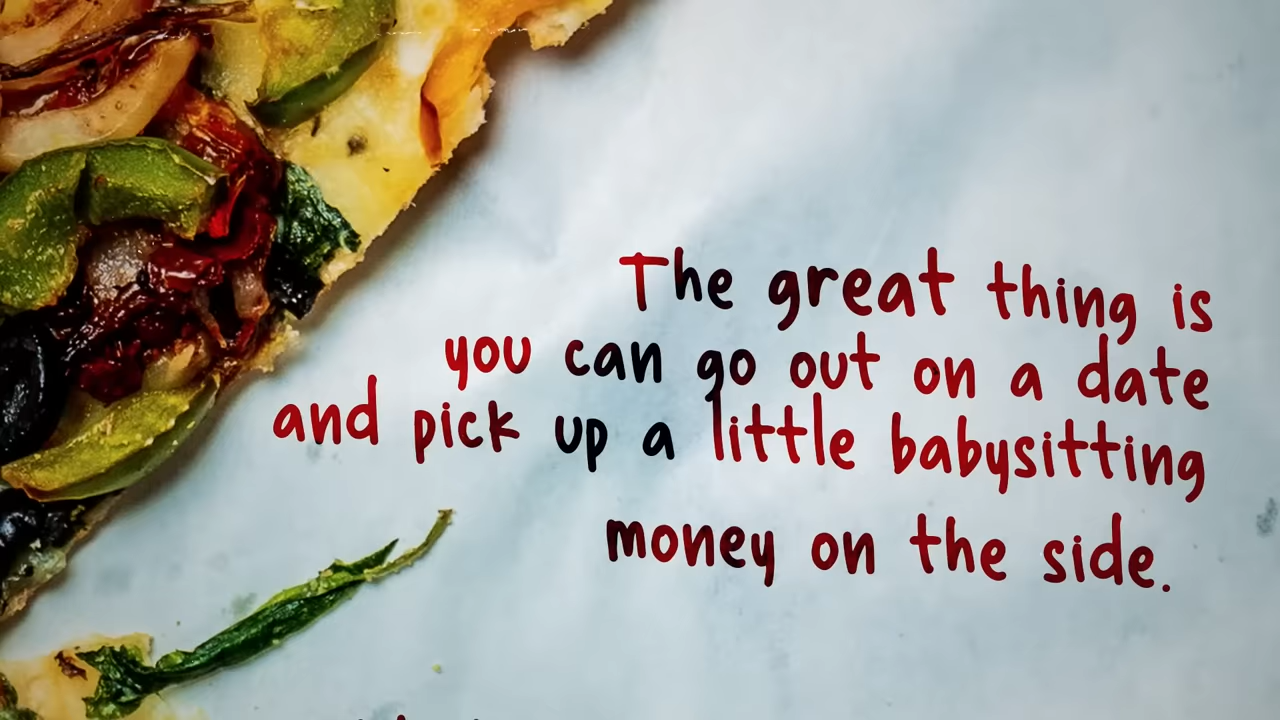 The great thing is
you can go out on a date
and pick up a little babysitting
money on the side.